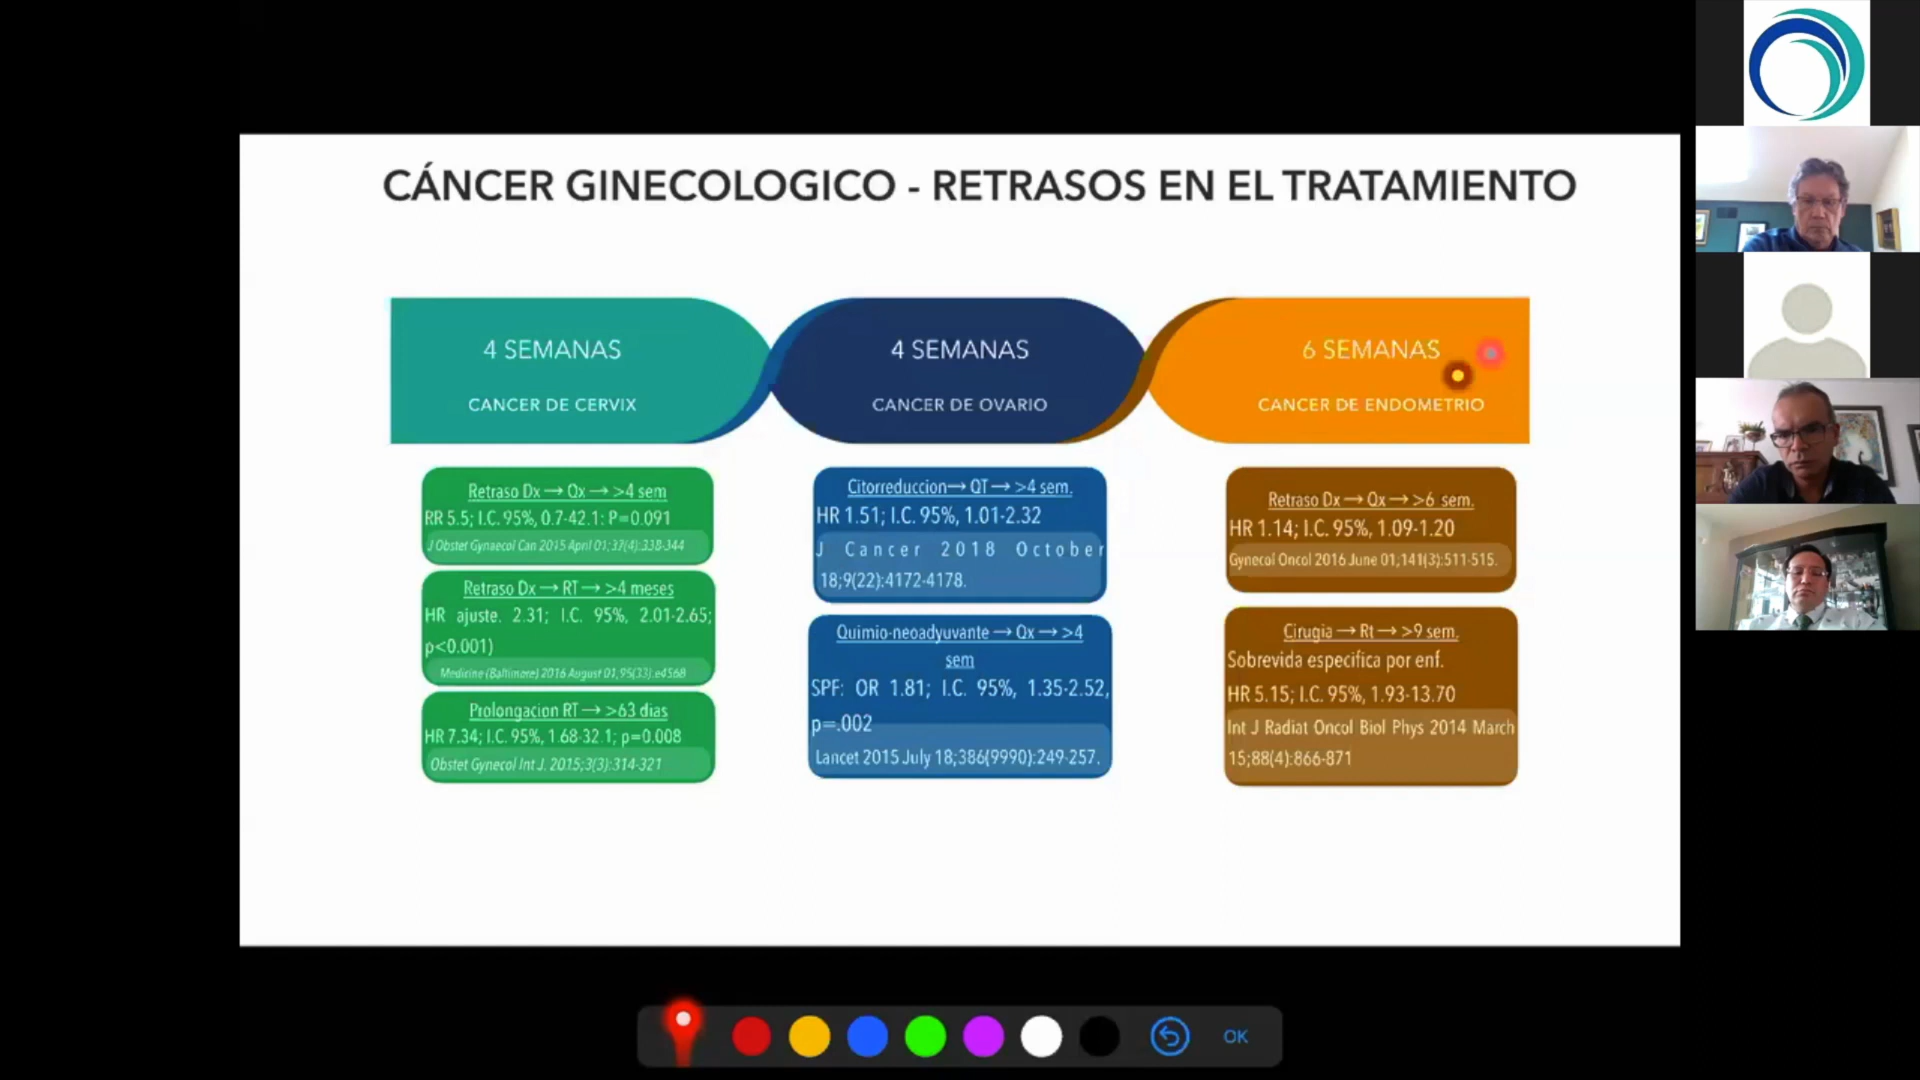 CÁNCER GINECOLOGICO - RETRASOS EN EL TRATAMIENTO
4 SEMANAS
CANCER DE CERVIX
Retraso Dx → Qx → >4 sem
RR 5.5; I.C. 95%, 0.7-42.1: P=0.091
J Obstet Gynaecol Can 2015 April 01;37(4):338-344
Retraso Dx → RT → >4 meses
HR ajuste. 2.31; I.C. 95%, 2.01-2.65;
p<0.001)
Medicine (Baltimore) 2016 August 01;95(33):e4568
Prolongacion RT → >63 dias
HR 7.34; I.C. 95%, 1.68-32.1; p=0.008
Obstet Gynecol Int J. 2015;3(3):314-321
4 SEMANAS
CANCER DE OVARIO
Citorreduccion → QT → >4 sem.
HR 1.51; I.C. 95%, 1.01-2.32
J Cancer 2018 October
18;9(22):4172-4178.
Quimio-neoadyuvante → Qx → >4
sem
SPF: OR 1.81; I.C. 95%, 1.35-2.52,
p=.002
Lancet 2015 July 18;386(9990):249-257.
6 SEMANAS
CANCER DE ENDOMETRIO
Retraso Dx → Qx → >6 sem.
HR 1.14; I.C. 95%, 1.09-1.20
Gynecol Oncol 2016 June 01;141(3):511-515.
Cirugia → Rt → >9 sem.
Sobrevida especifica por enf.
HR 5.15; I.C. 95%, 1.93-13.70
Int J Radiat Oncol Biol Phys 2014 March
15;88(4):866-871
OK